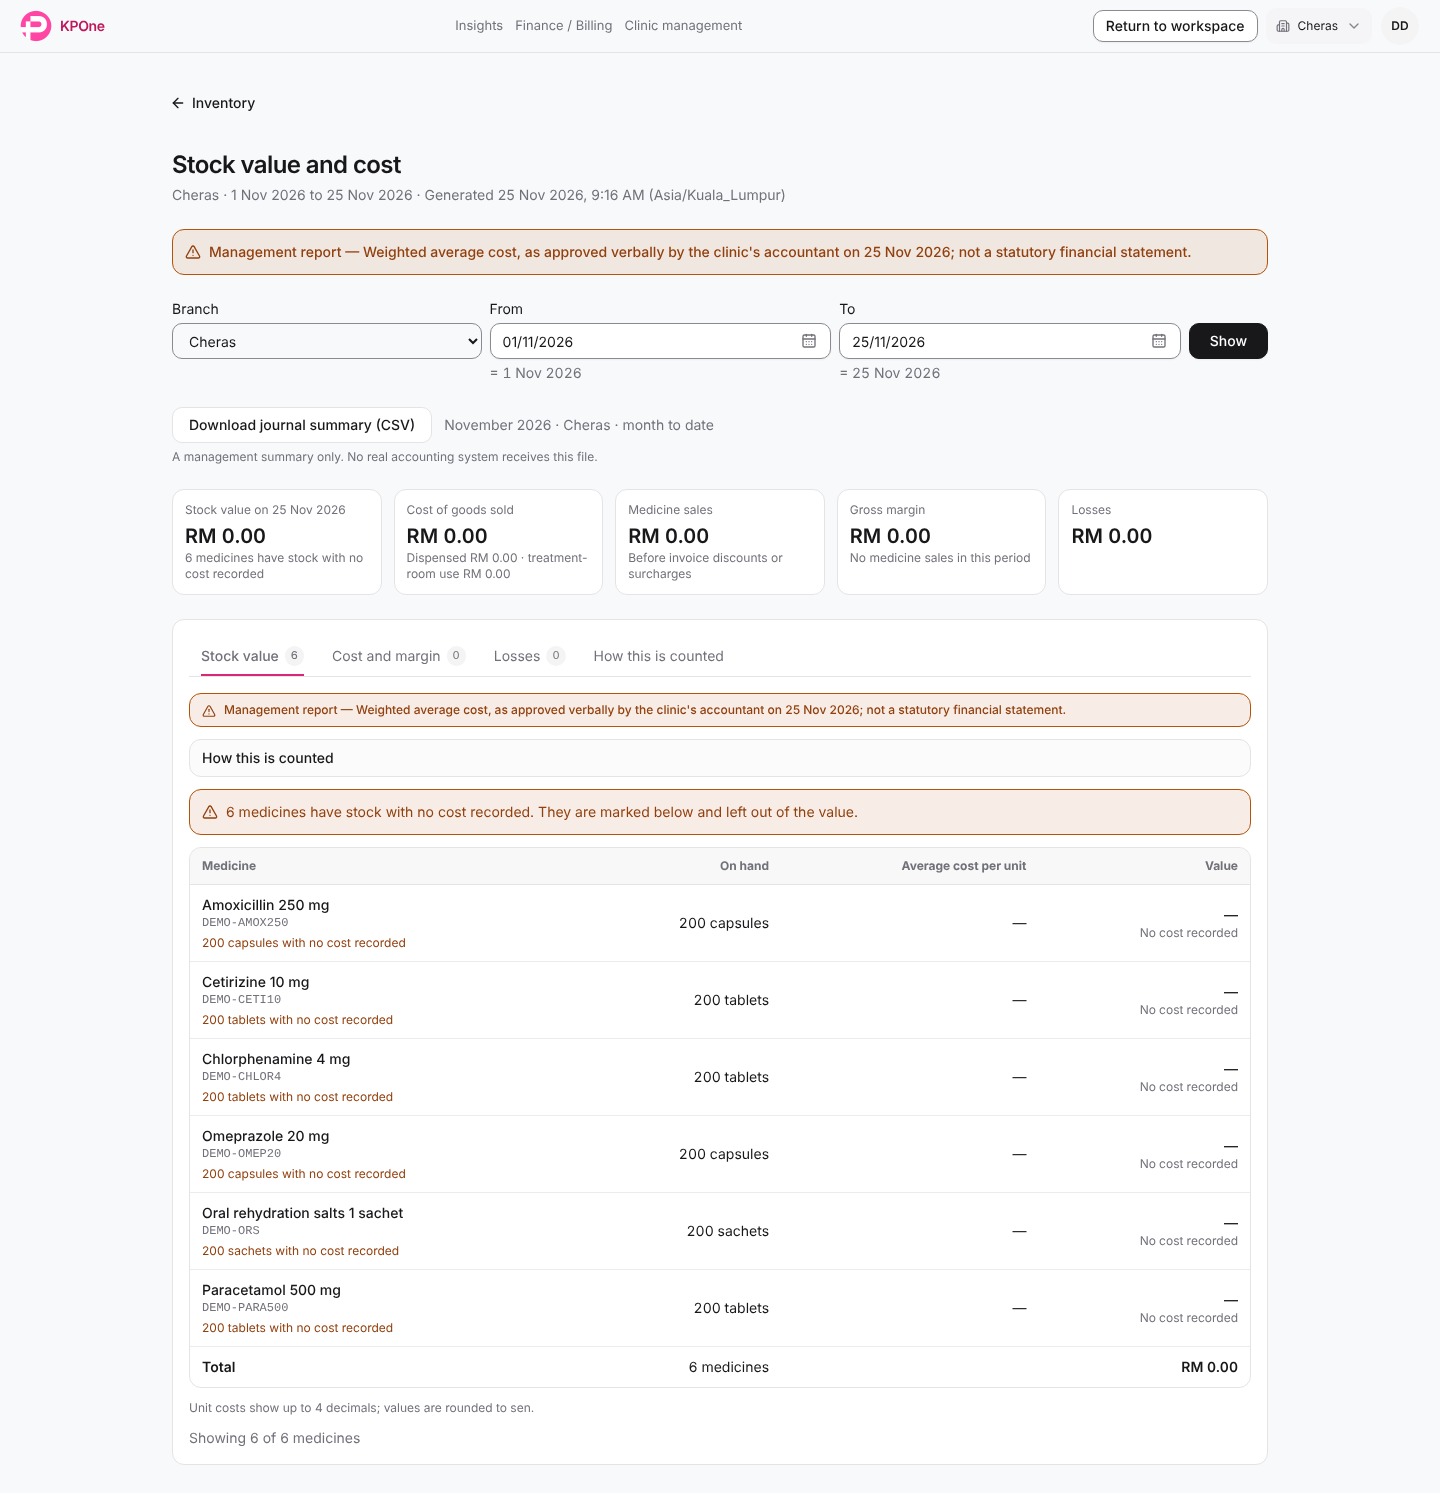 KPOne
Insights Finance / Billing Clinic management
Return to workspace
Cheras
DD
Inventory
Stock value and cost
Cheras · 1 Nov 2026 to 25 Nov 2026 · Generated 25 Nov 2026, 9:16 AM (Asia/Kuala_Lumpur)
Management report — Weighted average cost, as approved verbally by the clinic's accountant on 25 Nov 2026; not a statutory financial statement.
Branch From To
Cheras 01/11/2026 25/11/2026 Show
= 1 Nov 2026 = 25 Nov 2026
Download journal summary (CSV) November 2026 · Cheras · month to date
A management summary only. No real accounting system receives this file.
Stock value on 25 Nov 2026
RM 0.00
6 medicines have stock with no
cost recorded
Cost of goods sold
RM 0.00
Dispensed RM 0.00 · treatment-
room use RM 0.00
Medicine sales
RM 0.00
Before invoice discounts or
surcharges
Gross margin
RM 0.00
No medicine sales in this period
Losses
RM 0.00
Stock value 6 Cost and margin 0 Losses 0 How this is counted
Management report — Weighted average cost, as approved verbally by the clinic's accountant on 25 Nov 2026; not a statutory financial statement.
How this is counted
6 medicines have stock with no cost recorded. They are marked below and left out of the value.
Medicine On hand Average cost per unit Value
Amoxicillin 250 mg
DEMO-AMOX250
200 capsules with no cost recorded
200 capsules — —
No cost recorded
Cetirizine 10 mg
DEMO-CETI10
200 tablets with no cost recorded
200 tablets — —
No cost recorded
Chlorphenamine 4 mg
DEMO-CHLOR4
200 tablets with no cost recorded
200 tablets — —
No cost recorded
Omeprazole 20 mg
DEMO-OMEP20
200 capsules with no cost recorded
200 capsules — —
No cost recorded
Oral rehydration salts 1 sachet
DEMO-ORS
200 sachets with no cost recorded
200 sachets — —
No cost recorded
Paracetamol 500 mg
DEMO-PARA500
200 tablets with no cost recorded
200 tablets — —
No cost recorded
Total 6 medicines RM 0.00
Unit costs show up to 4 decimals; values are rounded to sen.
Showing 6 of 6 medicines